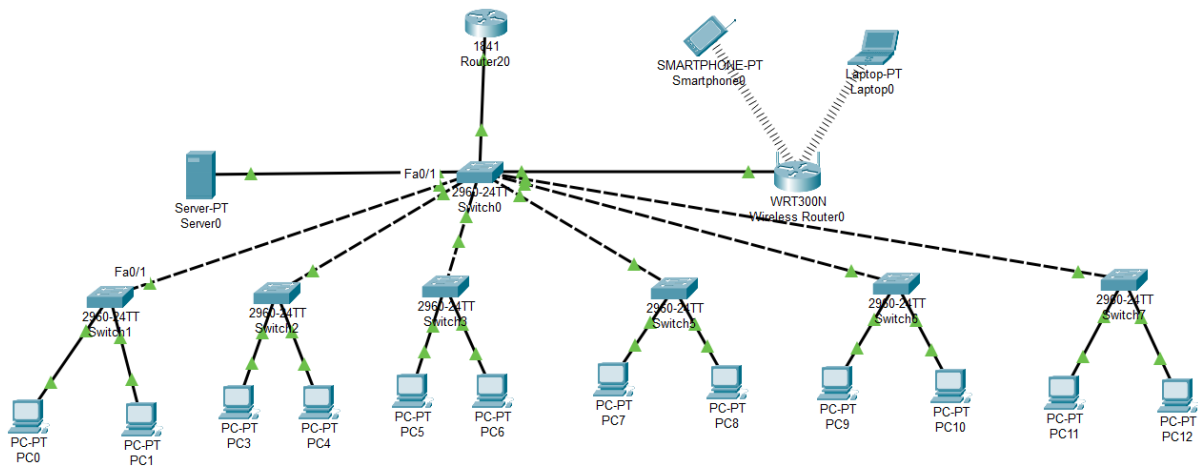 1841
Router20
SMARTPHONE-PT
Smartphone0
Laptop-PT
Laptop0
Fa0/1
2960-24TT
Switch0
Server-PT
Server0
WRT300N
Wireless Router0
Fa0/1
2960-24TT
Switch1
2960-24TT
Switch2
2960-24TT
Switch3
2960-24TT
Switch5
2960-24TT
Switch6
2960-24TT
Switch7
PC-PT
PC0
PC-PT
PC1
PC-PT
PC3
PC-PT
PC4
PC-PT
PC5
PC-PT
PC6
PC-PT
PC7
PC-PT
PC8
PC-PT
PC9
PC-PT
PC10
PC-PT
PC11
PC-PT
PC12